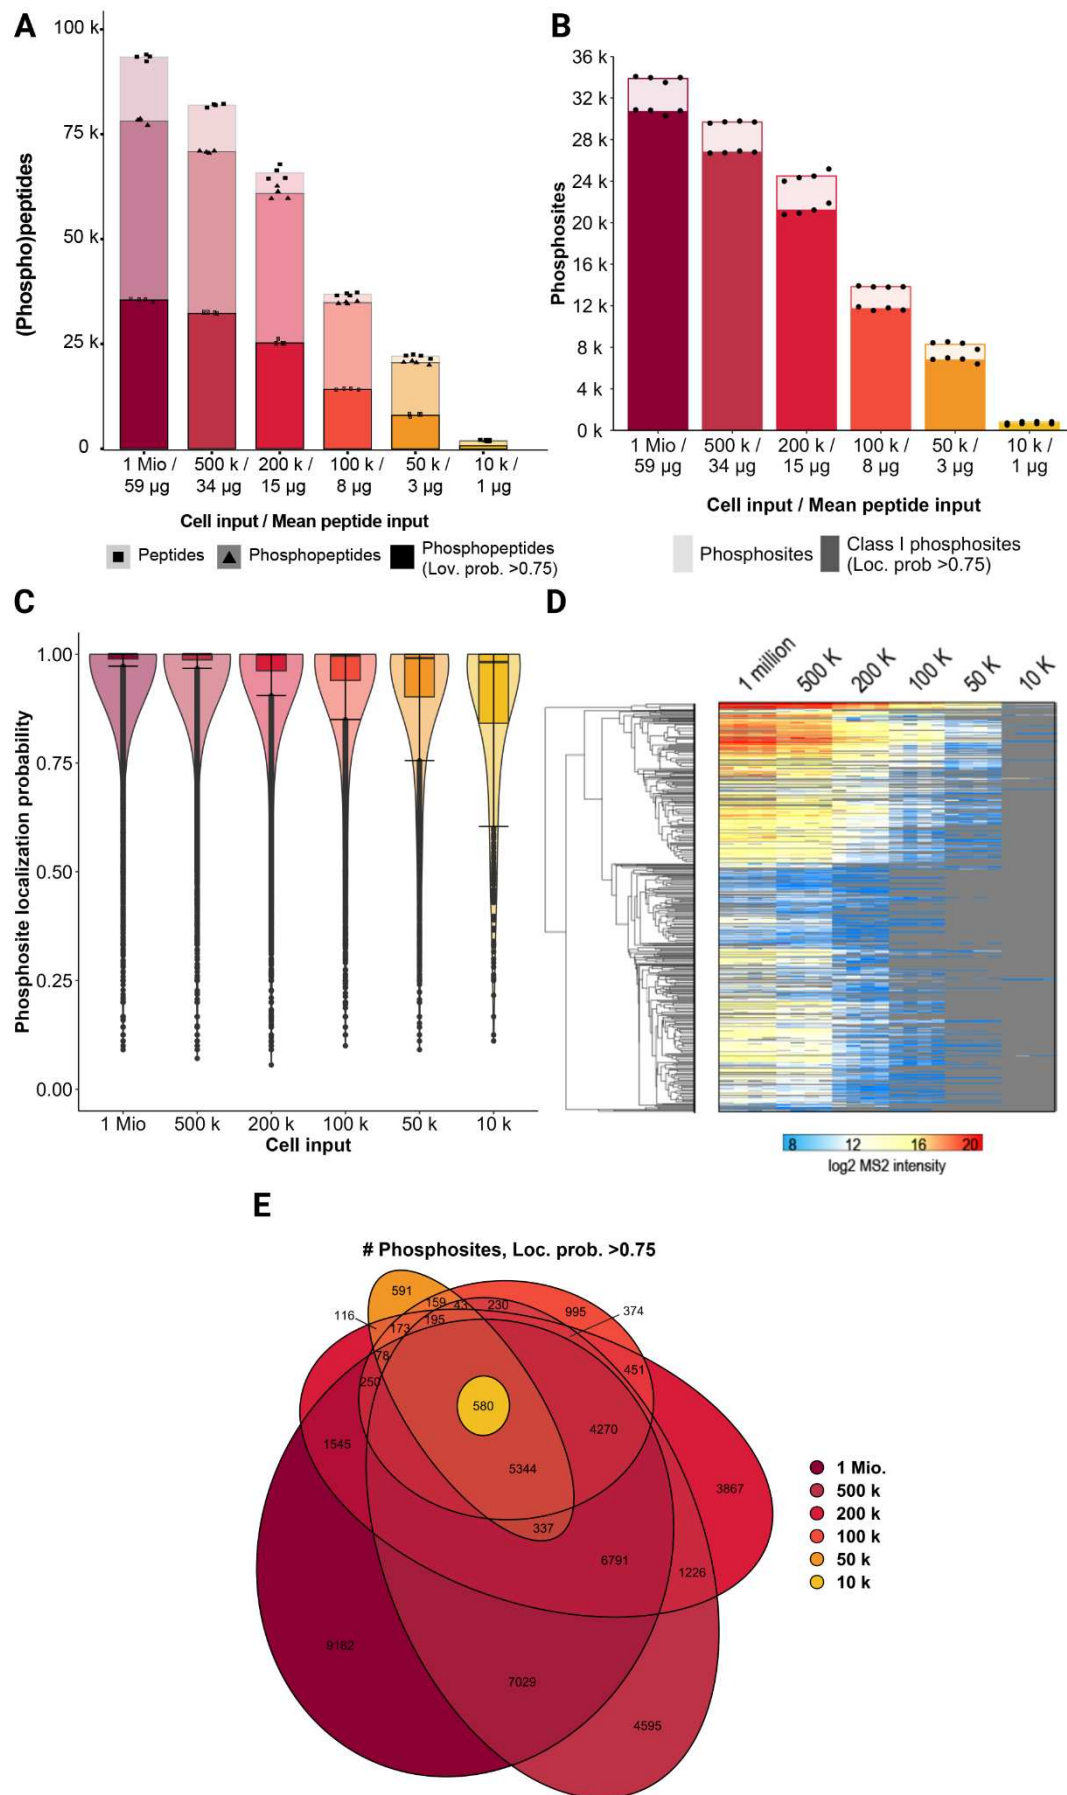 A
100 k
75 k
50 k
25 k
0
(Phospho)peptides
1 Mio / 59 µg
500 k / 34 µg
200 k / 15 µg
100 k / 8 µg
50 k / 3 µg
10 k / 1 µg
Cell input / Mean peptide input
Peptides
Phosphopeptides
Phosphopeptides
(Lov. prob. >0.75)
B
36 k
32 k
28 k
24 k
20 k
16 k
12 k
8 k
4 k
0 k
Phosphosites
1 Mio / 59 µg
500 k / 34 µg
200 k / 15 µg
100 k / 8 µg
50 k / 3 µg
10 k / 1 µg
Cell input / Mean peptide input
Phosphosites
Class I phosphosites
(Loc. prob >0.75)
C
1.00
0.75
0.50
0.25
0.00
Phosphosite localization probability
1 Mio 500 k 200 k 100 k 50 k 10 k
Cell input
D
1 million 500 K 200 K 100 K 50 K 10 K
8 12 16 20
log2 MS2 intensity
E
# Phosphosites, Loc. prob. >0.75
591
159
43
230
995
374
116
173
195
78
451
250
580
4270
1545
5344
3867
337
6791
1226
9182
7029
4595
1 Mio.
500 k
200 k
100 k
50 k
10 k